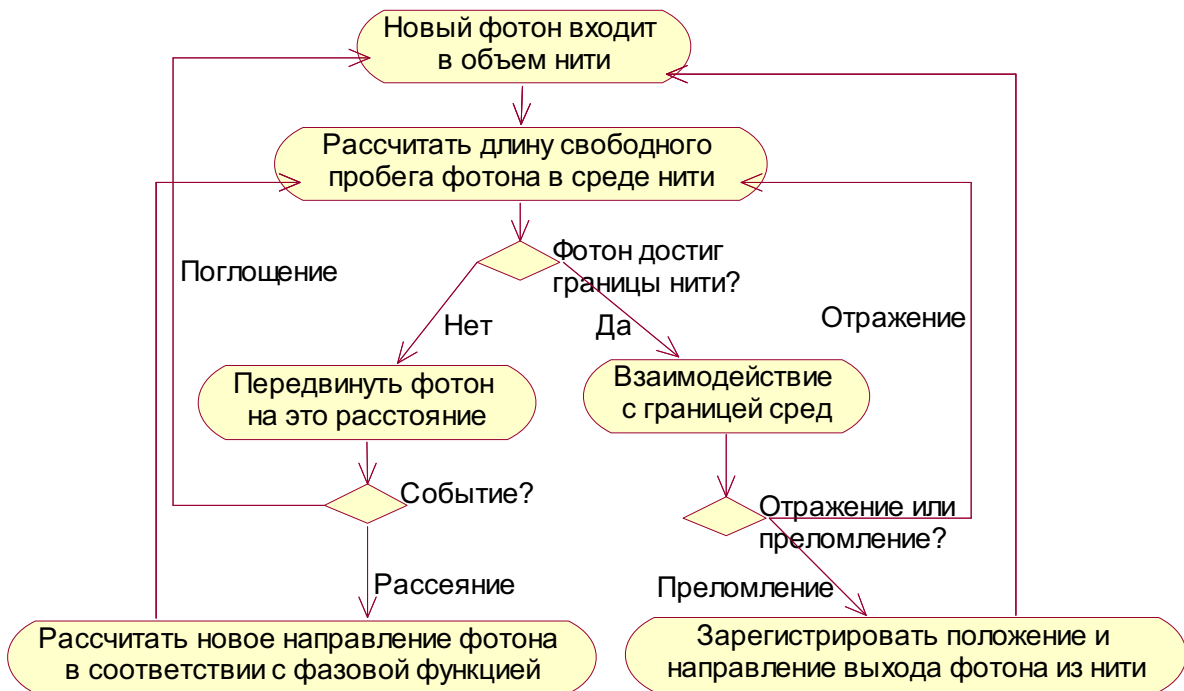 Новый фотон входит
в объем нити
Рассчитать длину свободного
пробега фотона в среде нити
Фотон достиг
границы нити?
Поглощение
Нет
Да
Отражение
Передвинуть фотон
на это расстояние
Взаимодействие
с границей сред
Событие?
Отражение или
преломление?
Рассеяние
Преломление
Рассчитать новое направление фотона
в соответствии с фазовой функцией
Зарегистрировать положение и
направление выхода фотона из нити